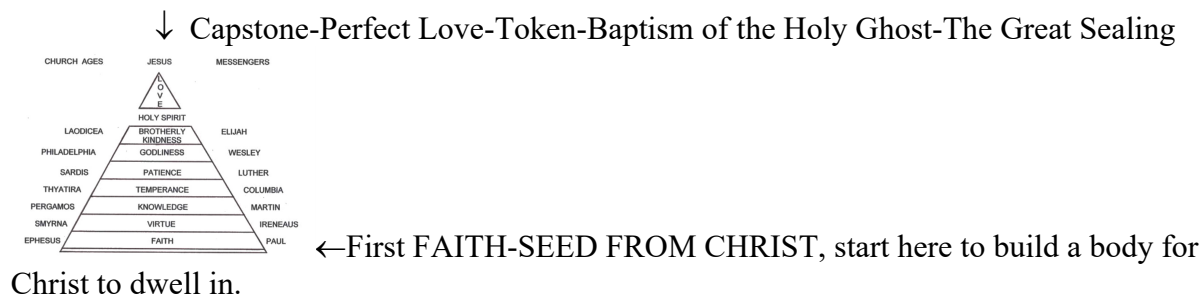 ↓ Capstone-Perfect Love-Token-Baptism of the Holy Ghost-The Great Sealing
CHURCH AGES JESUS MESSENGERS
L
O
V
E
HOLY SPIRIT
LAODICEA BROTHERLY KINDNESS ELIJAH
PHILADELPHIA GODLINESS WESLEY
SARDIS PATIENCE LUTHER
THYATIRA TEMPERANCE COLUMBIA
PERGAMOS KNOWLEDGE MARTIN
SMYRNA VIRTUE IRENEAUS
EPHESUS FAITH PAUL
←First FAITH-SEED FROM CHRIST, start here to build a body for
Christ to dwell in.